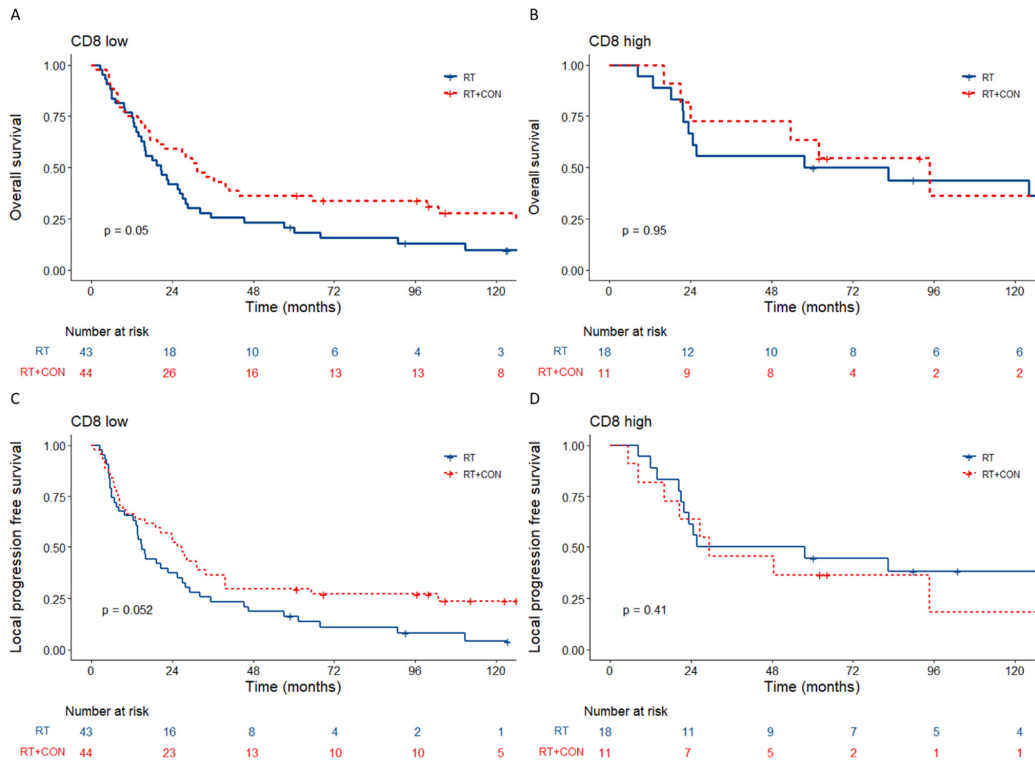 A
CD8 low
Overall survival
1.00
0.75
0.50
0.25
0.00
RT
RT+CON
p = 0.05
0 24 48 72 96 120
Time (months)
Number at risk
RT 43 18 10 6 4 3
RT+CON 44 26 16 13 13 8
B
CD8 high
Overall survival
1.00
0.75
0.50
0.25
0.00
RT
RT+CON
p = 0.95
0 24 48 72 96 120
Time (months)
Number at risk
18 12 10 8 6 6
11 9 8 4 2 2
C
CD8 low
Local progression free survival
1.00
0.75
0.50
0.25
0.00
RT
RT+CON
p = 0.052
0 24 48 72 96 120
Time (months)
Number at risk
RT 43 16 8 4 2 1
RT+CON 44 23 13 10 10 5
D
CD8 high
Local progression free survival
1.00
0.75
0.50
0.25
0.00
RT
RT+CON
p = 0.41
0 24 48 72 96 120
Time (months)
Number at risk
18 11 9 7 5 4
11 7 5 2 1 1